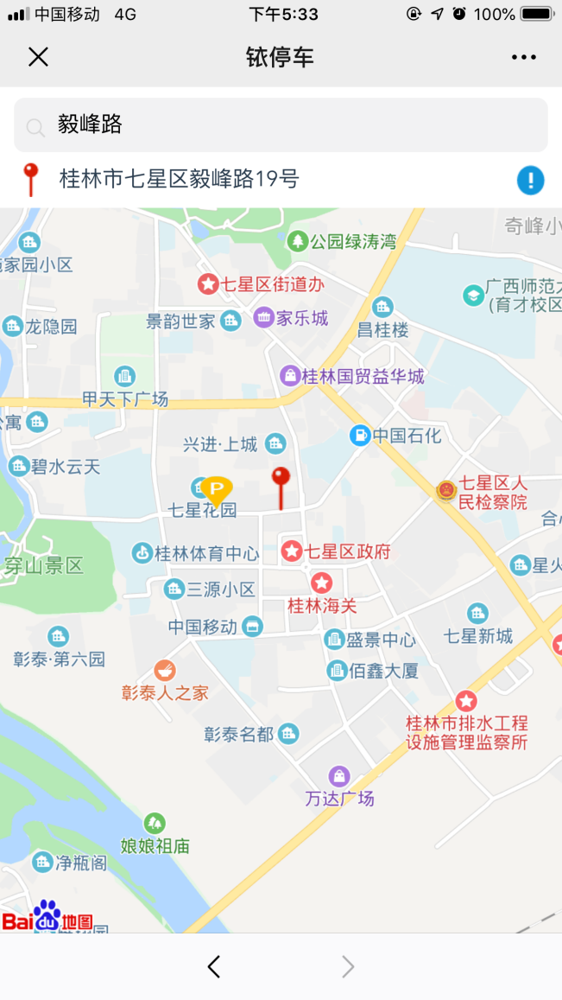 中国移动 4G 下午5:33 100%
铱停车
毅峰路
桂林市七星区毅峰路19号
奇峰小
公园绿涛湾
家园小区
七星区街道办
广西师范大
(育才校区
景韵世家
家乐城
龙隐园
昌桂楼
桂林国贸益华城
甲天下广场
寓
中国石化
兴进·上城
碧水云天
七星区人
民检察院
P
七星花园
合心
桂林体育中心
七星区政府
穿山景区
星火
三源小区
桂林海关
中国移动
七星新城
盛景中心
彰泰·第六园
佰鑫大厦
彰泰人之家
桂林市排水工程
设施管理监察所
彰泰名都
万达广场
娘娘祖庙
净瓶阁
Bai du 地图
园